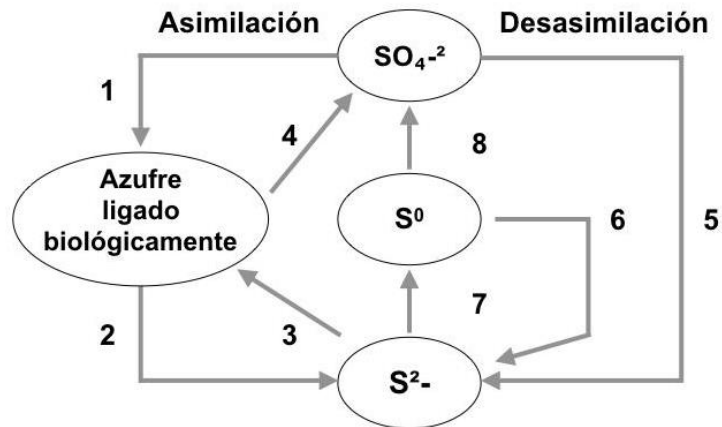 Asimilación
Desasimilación
SO₄-²
1
4
8
Azufre
ligado
biológicamente
S⁰
6
5
2
3
7
S²-